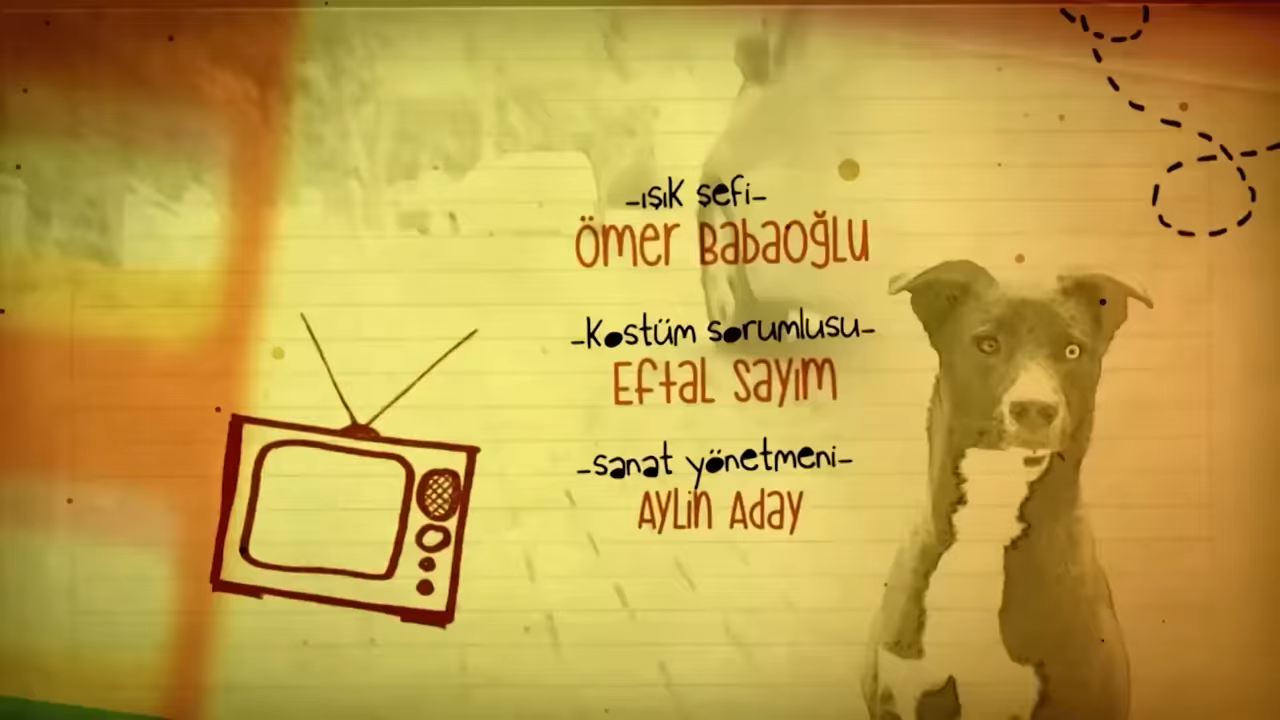 -ışık şefi-
Ömer Babaoğlu
-Kostüm sorumlusu-
Eftal Sayım
-sanat yönetmeni-
Aylin Aday